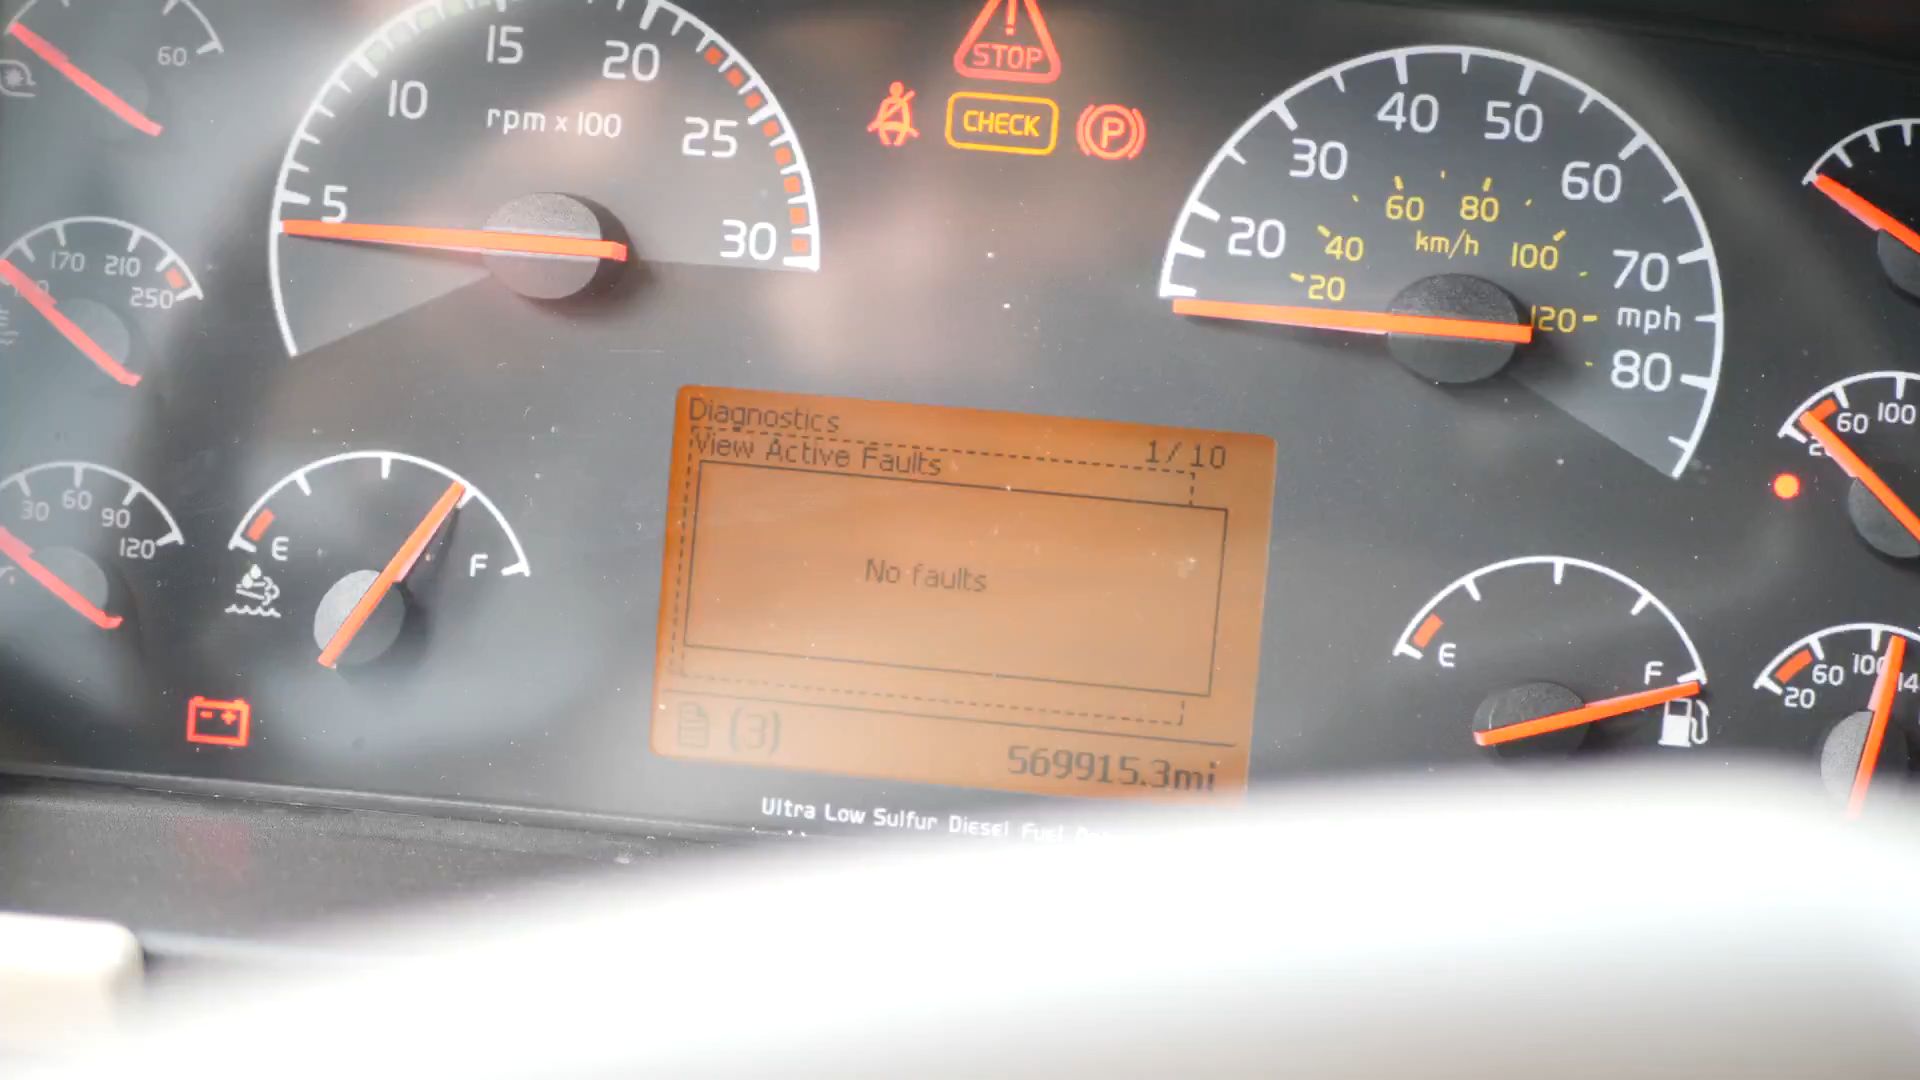 60
15
20
10
25
rpm x 100
5
30
STOP
CHECK
P
40
50
30
60
20
70
80
mph
60 80
40 km/h 100
20 120
170 210
250
30 60 90
120
E
F
Diagnostics
View Active Faults 1/10
No faults
(3)
569915.3mi
Ultra Low Sulfur Diesel Fuel
E
F
60 100
20 60 100